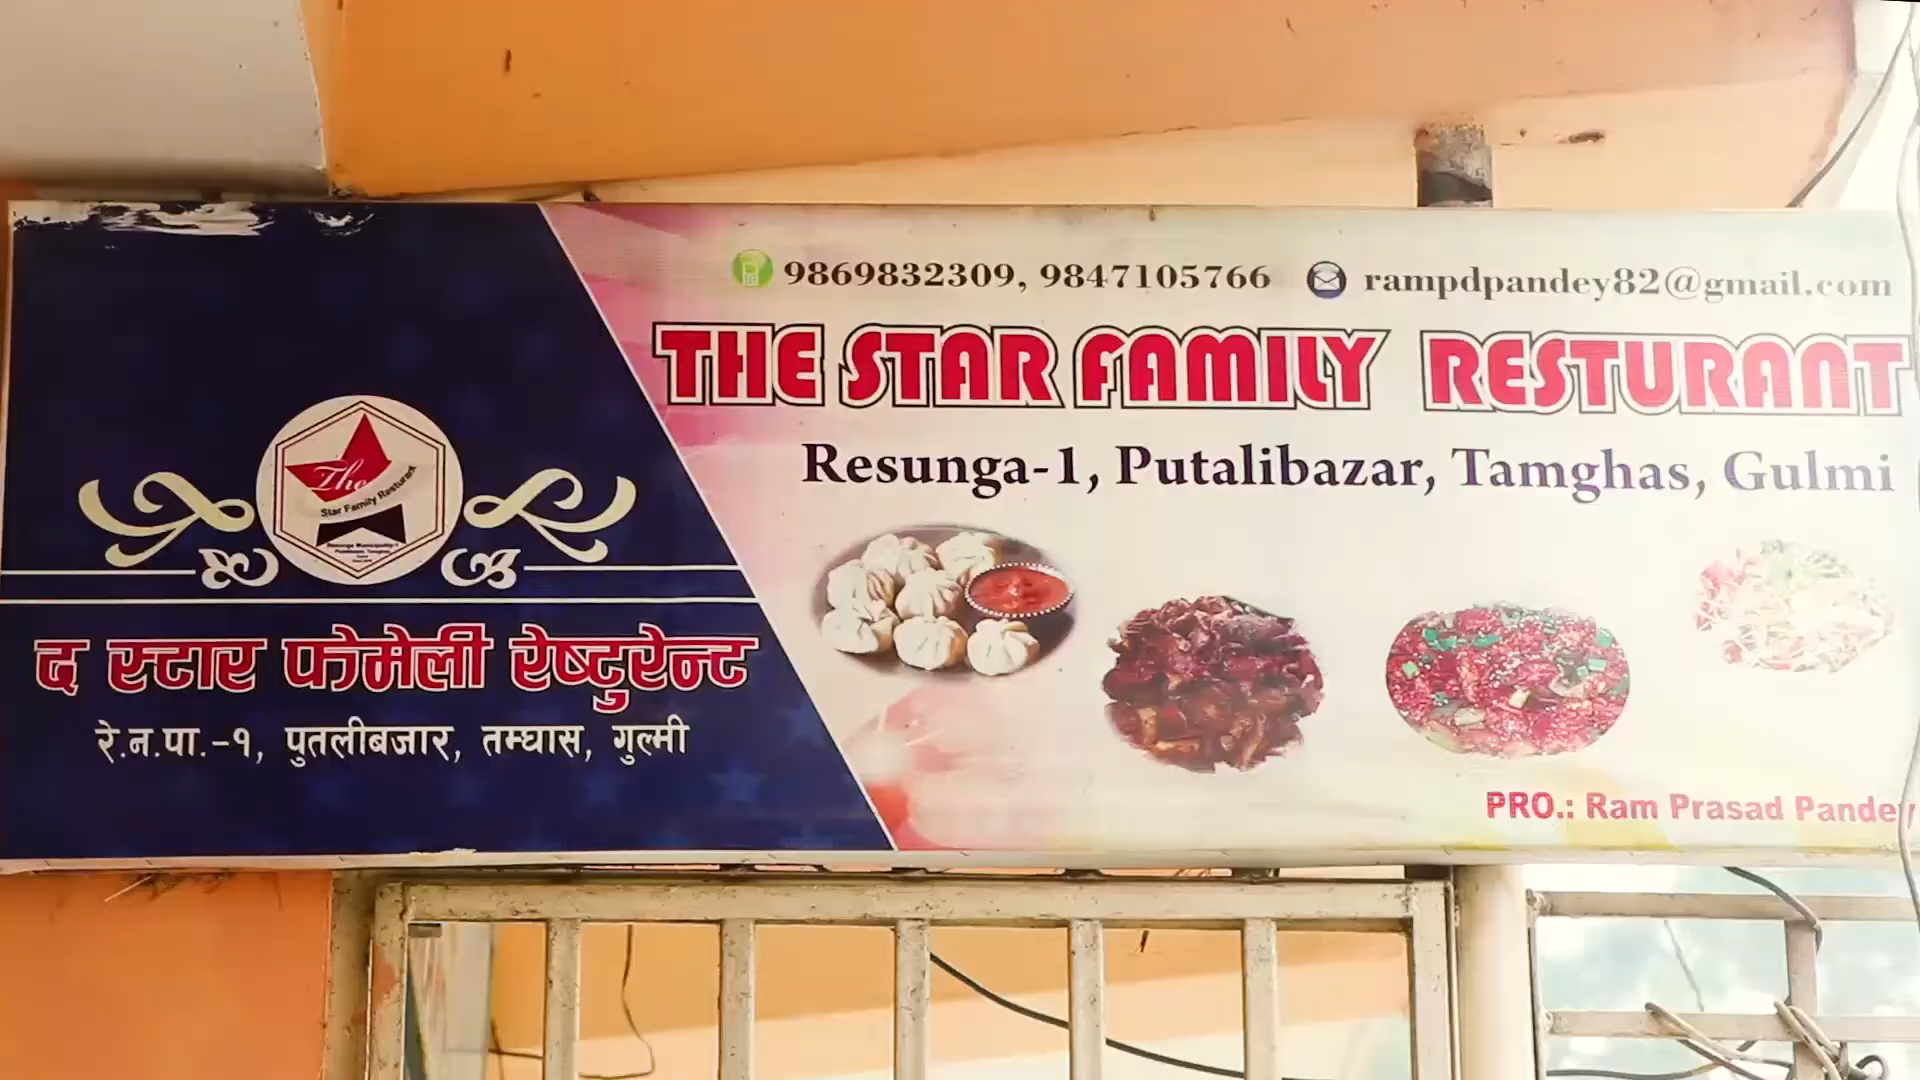 9869832309, 9847105766 rampdpandey82@gmail.com
THE STAR FAMILY RESTURANT
Resunga-1, Putalibazar, Tamghas, Gulmi
The
Star Family Resturant
द स्टार फेमेली रेष्टुरेन्ट
रे.न.पा.-१, पुतलीबजार, तम्घास, गुल्मी
PRO.: Ram Prasad Pandey